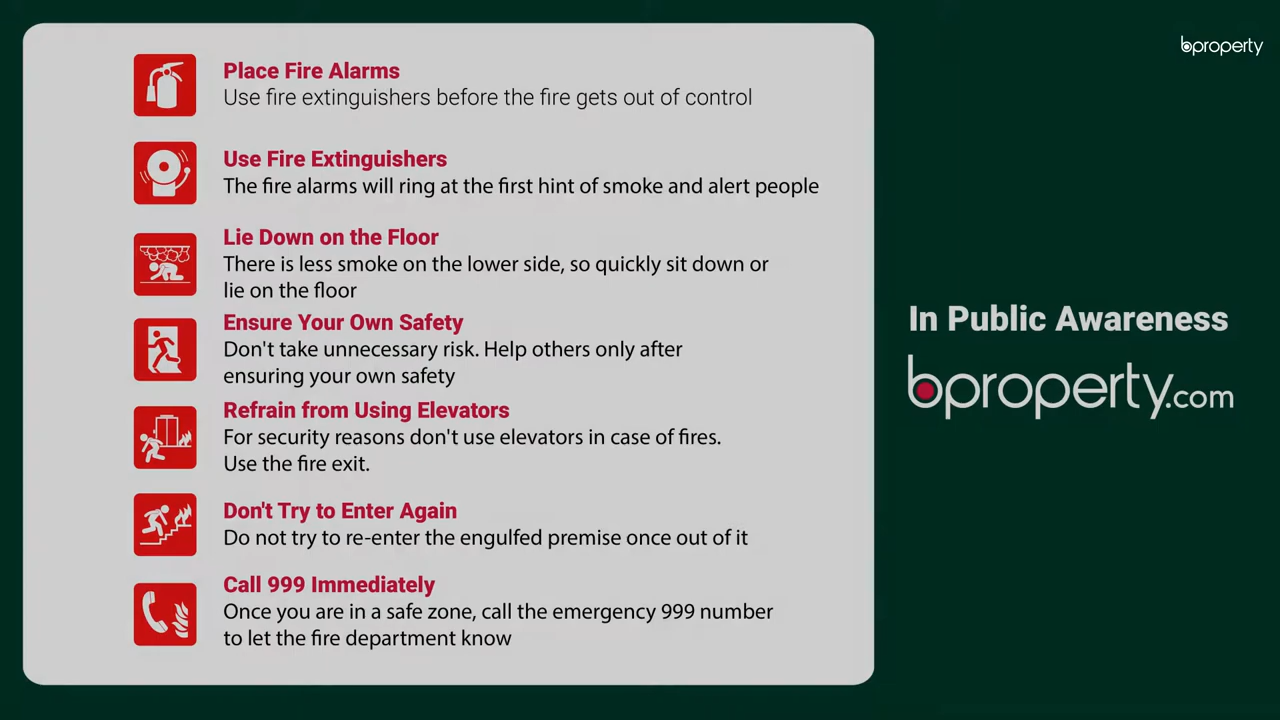 bproperty
Place Fire Alarms
Use fire extinguishers before the fire gets out of control
Use Fire Extinguishers
The fire alarms will ring at the first hint of smoke and alert people
Lie Down on the Floor
There is less smoke on the lower side, so quickly sit down or
lie on the floor
Ensure Your Own Safety
Don't take unnecessary risk. Help others only after
ensuring your own safety
Refrain from Using Elevators
For security reasons don't use elevators in case of fires.
Use the fire exit.
Don't Try to Enter Again
Do not try to re-enter the engulfed premise once out of it
Call 999 Immediately
Once you are in a safe zone, call the emergency 999 number
to let the fire department know
In Public Awareness
bproperty.com